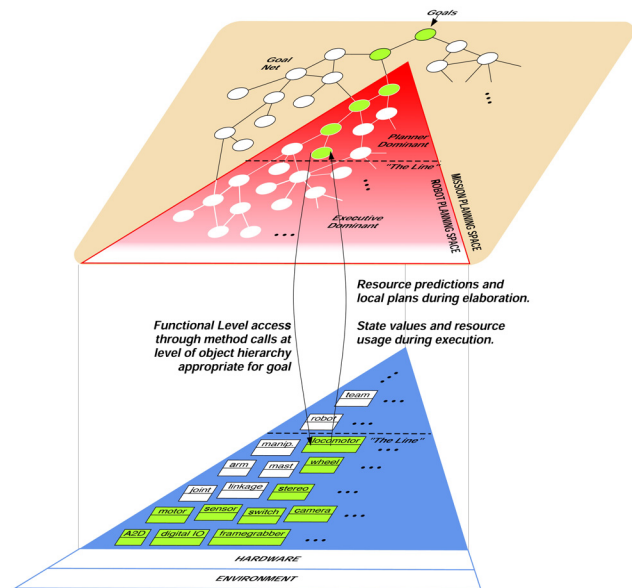 Goals
Goal
Net
Planner
Dominant
"The Line"
MISSION PLANNING SPACE
ROBOT PLANNING SPACE
Executive
Dominant
Resource predictions and
local plans during elaboration.
Functional Level access
through method calls at
level of object hierarchy
appropriate for goal
State values and resource
usage during execution.
team
robot
manip.
locomotor
"The Line"
arm
mast
wheel
joint
linkage
stereo
motor
sensor
switch
camera
A2D
digital IO
framegrabber
HARDWARE
ENVIRONMENT